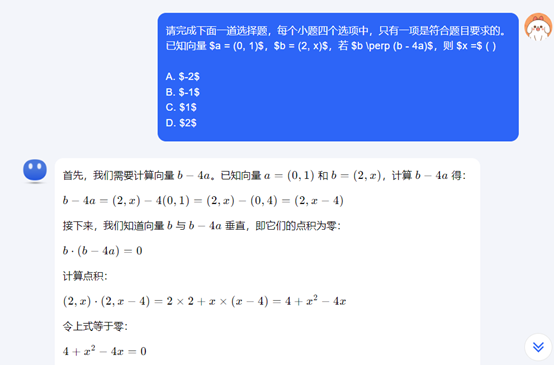 请完成下面一道选择题，每个小题四个选项中，只有一项是符合题目要求的。
已知向量 $a = (0, 1)$，$b = (2, x)$，若 $b \perp (b - 4a)$，则 $x =$ ( )
A. $-2$
B. $-1$
C. $1$
D. $2$
首先，我们需要计算向量 b − 4a。已知向量 a = (0, 1) 和 b = (2, x)，计算 b − 4a 得：
b − 4a = (2, x) − 4(0, 1) = (2, x) − (0, 4) = (2, x − 4)
接下来，我们知道向量 b 与 b − 4a 垂直，即它们的点积为零：
b · (b − 4a) = 0
计算点积：
(2, x) · (2, x − 4) = 2 × 2 + x × (x − 4) = 4 + x² − 4x
令上式等于零：
4 + x² − 4x = 0